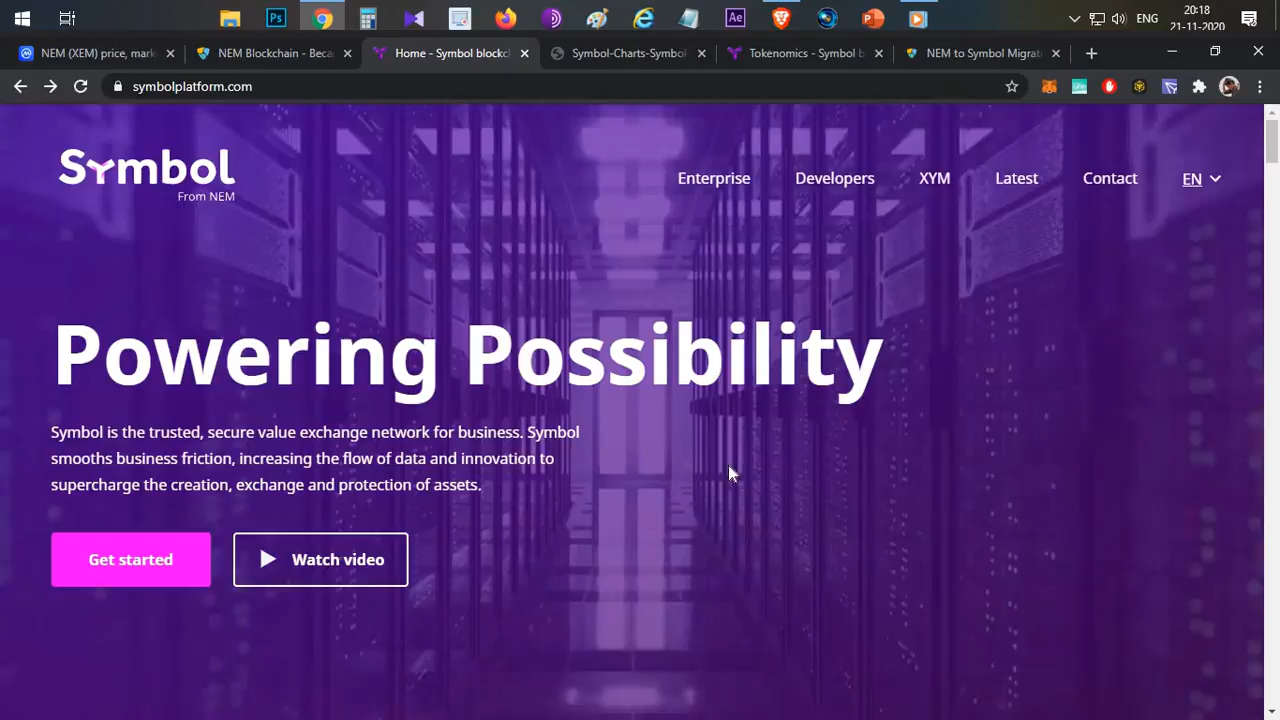 Ps
Ae
20:18
ENG
21-11-2020
NEM (XEM) price, mark
NEM Blockchain - Beca
Home - Symbol blockc
Symbol-Charts-Symbol
Tokenomics - Symbol b
NEM to Symbol Migrat
symbolplatform.com
Symbol
From NEM
Enterprise
Developers
XYM
Latest
Contact
EN
Powering Possibility
Symbol is the trusted, secure value exchange network for business. Symbol
smooths business friction, increasing the flow of data and innovation to
supercharge the creation, exchange and protection of assets.
Get started
Watch video